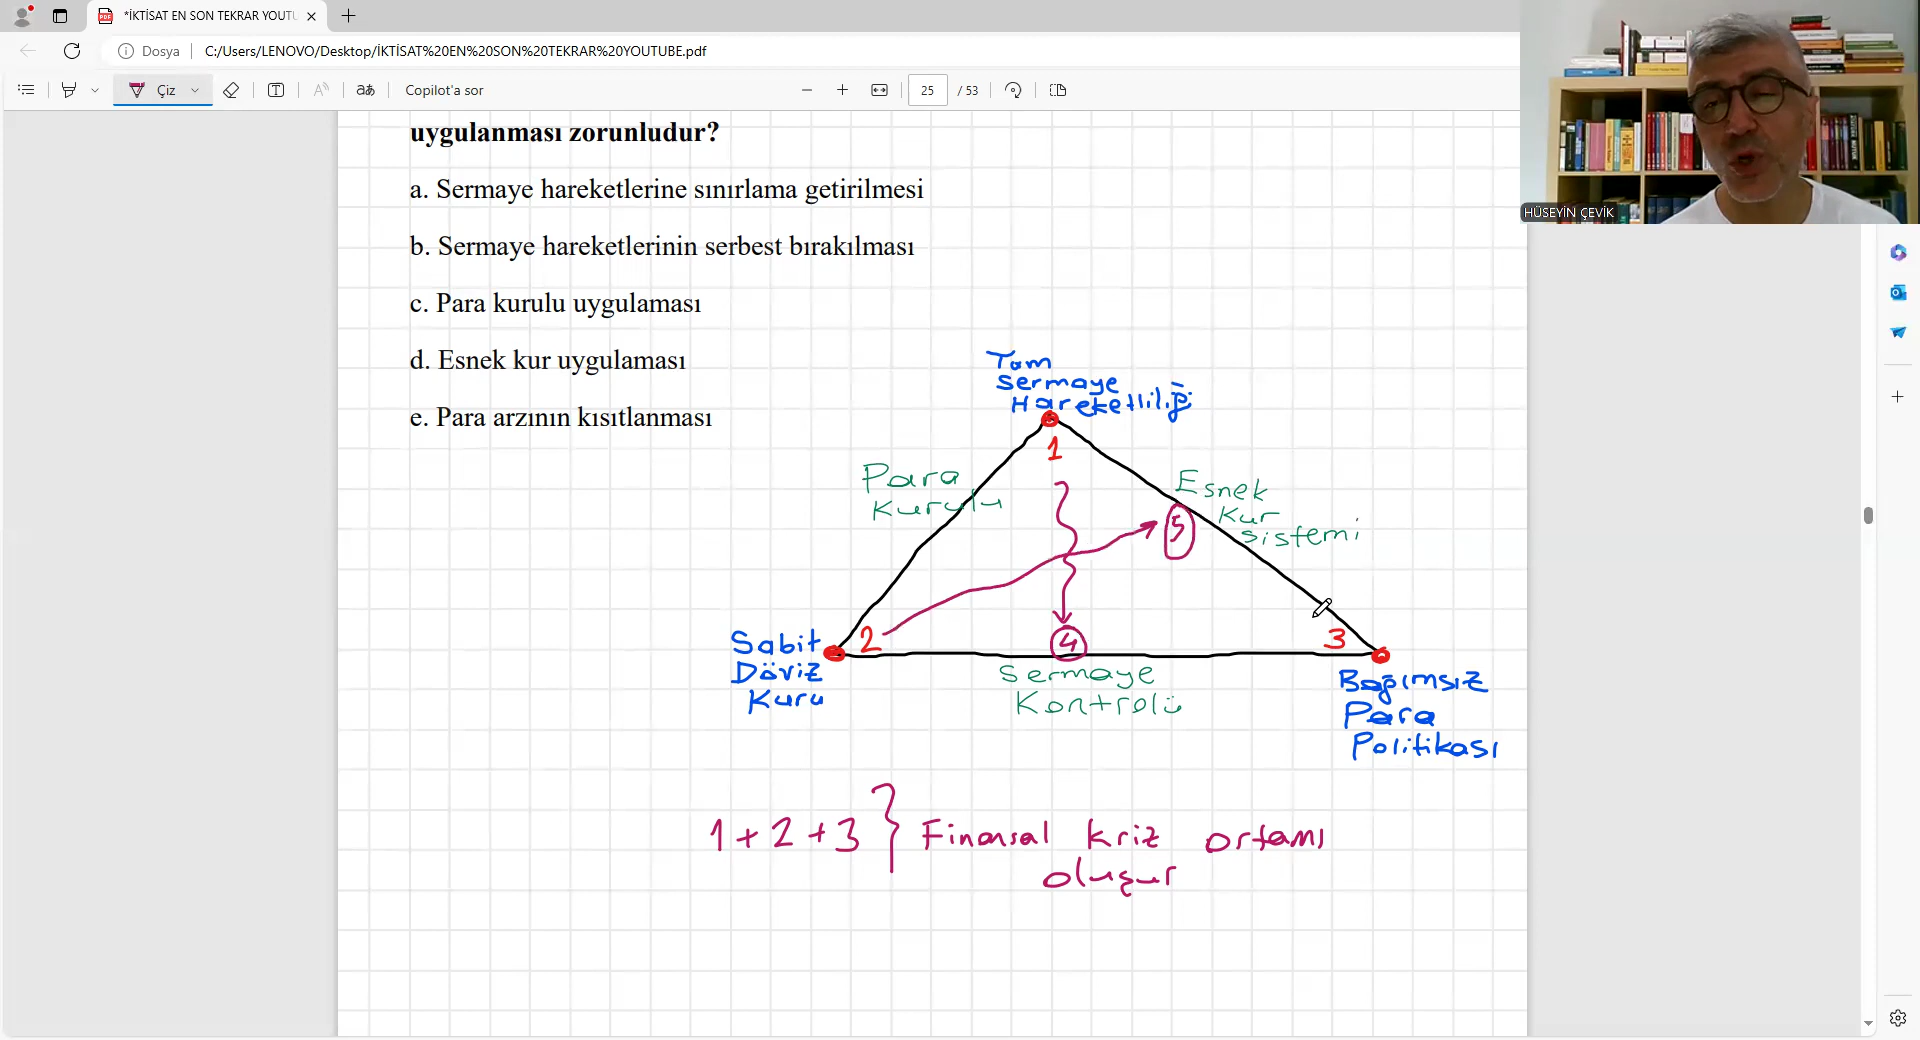 *İKTİSAT EN SON TEKRAR YOUTU
Dosya
C:/Users/LENOVO/Desktop/İKTİSAT%20EN%20SON%20TEKRAR%20YOUTUBE.pdf
Çiz
aあ
Copilot'a sor
25 / 53
HÜSEYİN ÇEVİK
uygulanması zorunludur?
a. Sermaye hareketlerine sınırlama getirilmesi
b. Sermaye hareketlerinin serbest bırakılması
c. Para kurulu uygulaması
d. Esnek kur uygulaması
e. Para arzının kısıtlanması
Tam
Sermaye
Hareketliliği
1
Para
Kurulu
Esnek
Kur
Sistemi
5
Sabit
Döviz
Kuru
2
4
3
Sermaye
Kontrolü
Bağımsız
Para
Politikası
1+2+3 } Finansal kriz ortamı
oluşur